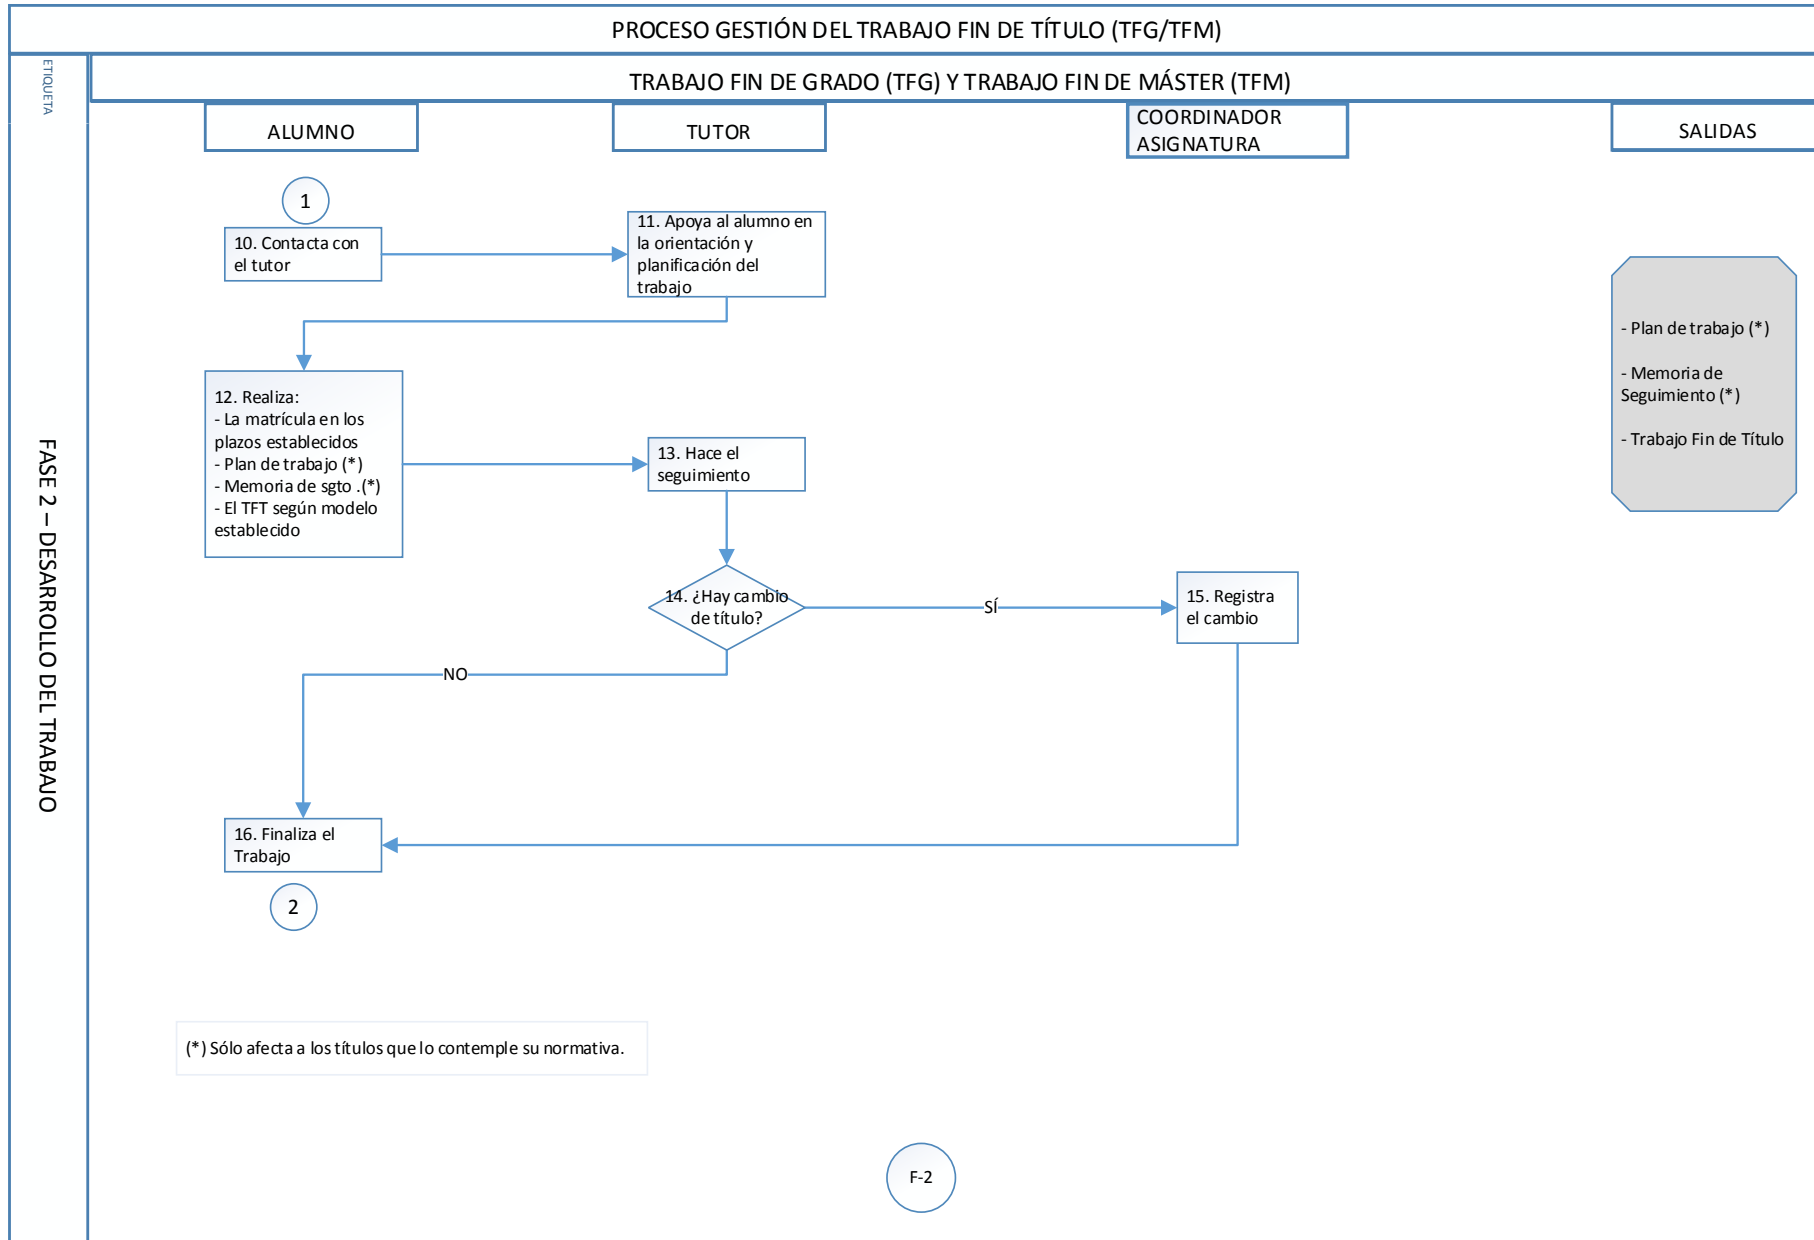 PROCESO GESTIÓN DEL TRABAJO FIN DE TÍTULO (TFG/TFM)
ETIQUETA
TRABAJO FIN DE GRADO (TFG) Y TRABAJO FIN DE MÁSTER (TFM)
ALUMNO
TUTOR
COORDINADOR
ASIGNATURA
SALIDAS
FASE 2 – DESARROLLO DEL TRABAJO
1
10. Contacta con
el tutor
11. Apoya al alumno en
la orientación y
planificación del
trabajo
- Plan de trabajo (*)
- Memoria de
Seguimiento (*)
- Trabajo Fin de Título
12. Realiza:
- La matrícula en los
plazos establecidos
- Plan de trabajo (*)
- Memoria de sgto .(*)
- El TFT según modelo
establecido
13. Hace el
seguimiento
14. ¿Hay cambio
de título?
SÍ
15. Registra
el cambio
NO
16. Finaliza el
Trabajo
2
(*) Sólo afecta a los títulos que lo contemple su normativa.
F-2